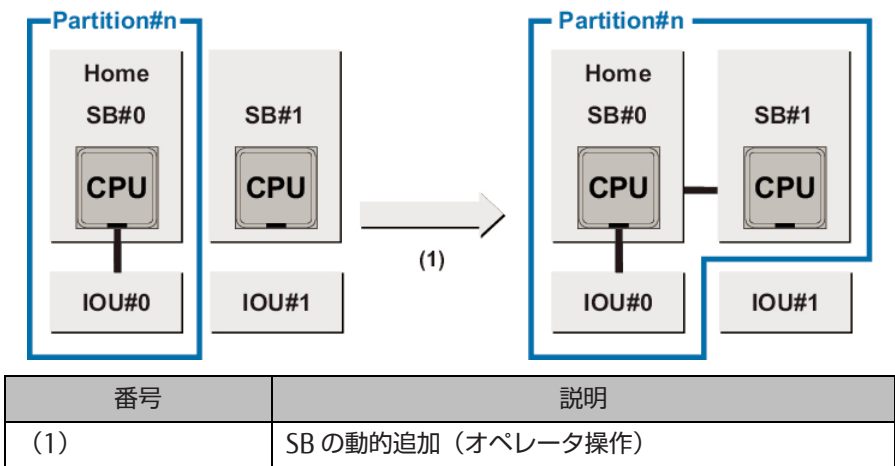 Partition#n
Partition#n
Home
Home
SB#0
SB#1
SB#0
SB#1
CPU
CPU
CPU
CPU
(1)
IOU#0
IOU#1
IOU#0
IOU#1
番号
説明
（1）
SB の動的追加（オペレータ操作）